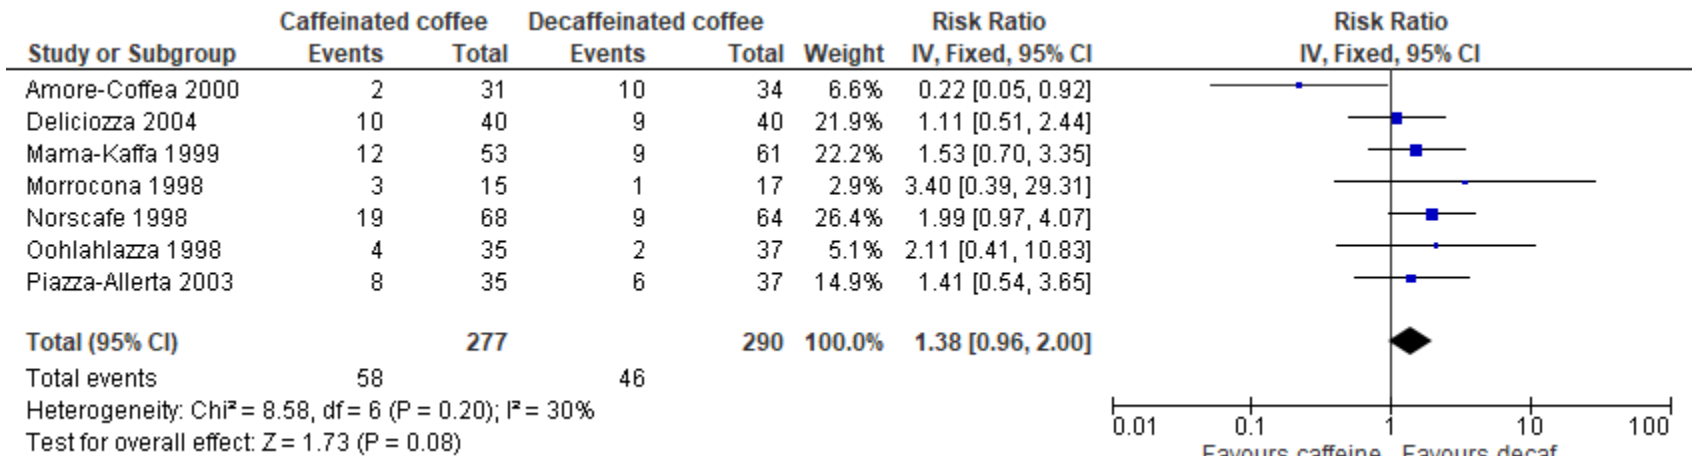 Caffeinated coffee Decaffeinated coffee Risk Ratio Risk Ratio
Study or Subgroup Events Total Events Total Weight IV, Fixed, 95% CI IV, Fixed, 95% CI
Amore-Coffea 2000 2 31 10 34 6.6% 0.22 [0.05, 0.92]
Deliciozza 2004 10 40 9 40 21.9% 1.11 [0.51, 2.44]
Mama-Kaffa 1999 12 53 9 61 22.2% 1.53 [0.70, 3.35]
Morrocona 1998 3 15 1 17 2.9% 3.40 [0.39, 29.31]
Norscafe 1998 19 68 9 64 26.4% 1.99 [0.97, 4.07]
Oohlahlazza 1998 4 35 2 37 5.1% 2.11 [0.41, 10.83]
Piazza-Allerta 2003 8 35 6 37 14.9% 1.41 [0.54, 3.65]
Total (95% CI) 277 290 100.0% 1.38 [0.96, 2.00]
Total events 58 46
Heterogeneity: Chi² = 8.58, df = 6 (P = 0.20); I² = 30%
Test for overall effect: Z = 1.73 (P = 0.08)
0.01 0.1 1 10 100
Favours caffeine Favours decaf